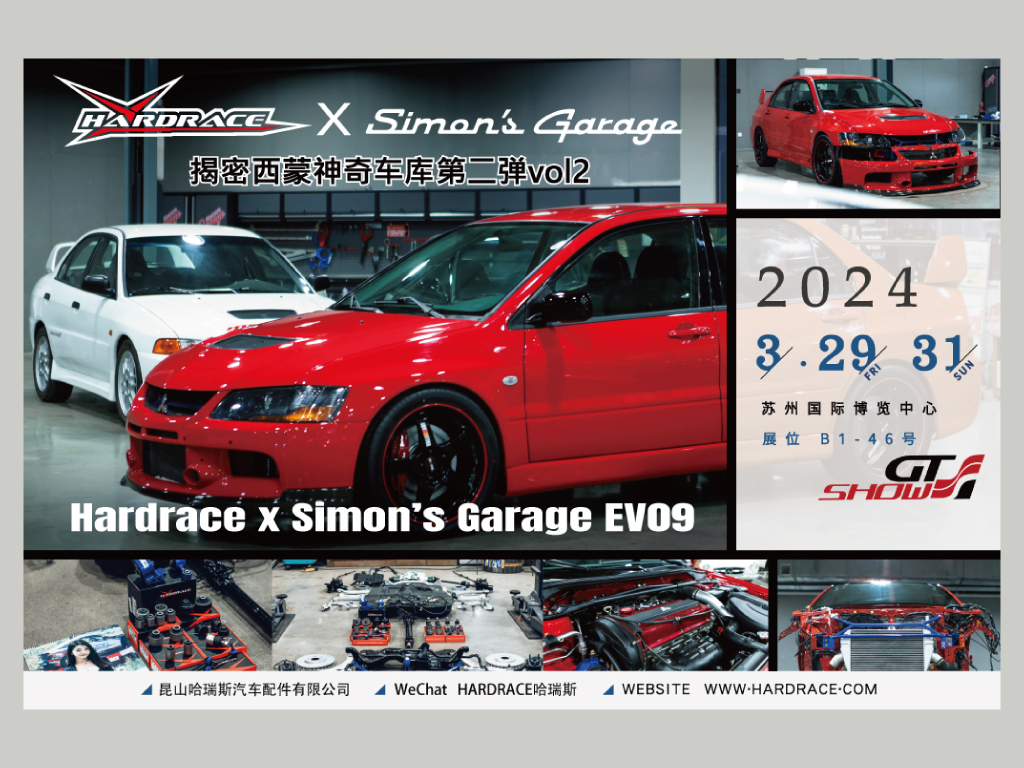 HARDRACE X Simon's Garage
揭密西蒙神奇车库第二弹vol2
Hardrace x Simon's Garage EVO9
2024
3.29 FRI 31 SUN
苏州国际博览中心
展位 B1-46号
GT
SHOW
HARDRACE
昆山哈瑞斯汽车配件有限公司 WeChat HARDRACE哈瑞斯 WEBSITE WWW·HARDRACE·COM